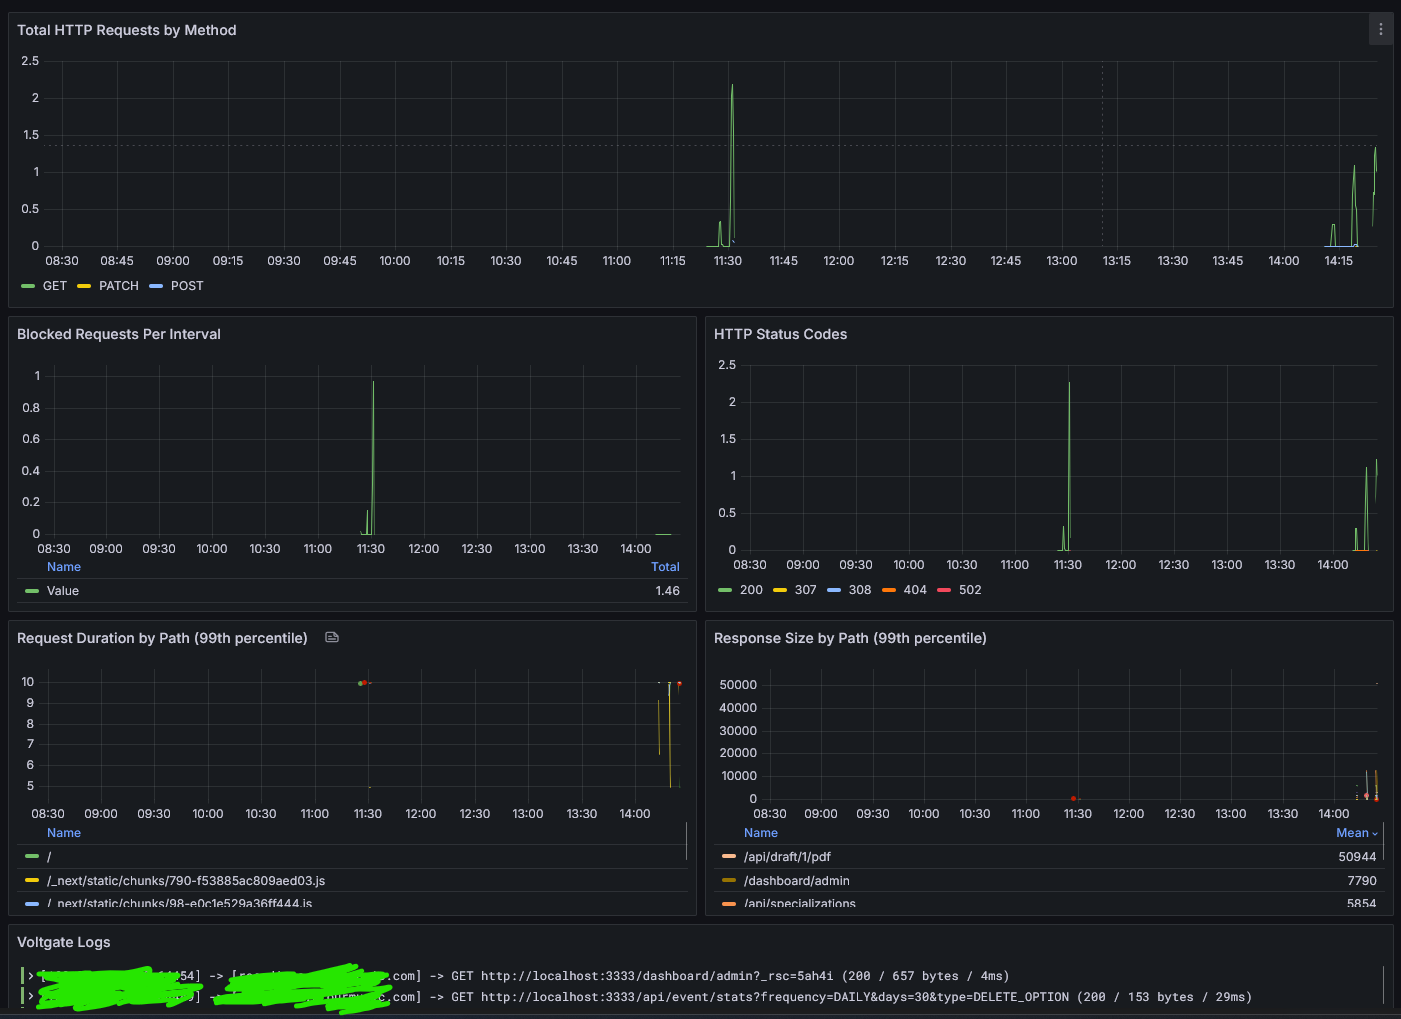 Total HTTP Requests by Method
2.5
2
1.5
1
0.5
0
08:30 08:45 09:00 09:15 09:30 09:45 10:00 10:15 10:30 10:45 11:00 11:15 11:30 11:45 12:00 12:15 12:30 12:45 13:00 13:15 13:30 13:45 14:00 14:15
GET PATCH POST
Blocked Requests Per Interval
1
0.8
0.6
0.4
0.2
0
08:30 09:00 09:30 10:00 10:30 11:00 11:30 12:00 12:30 13:00 13:30 14:00
Name Total
Value 1.46
HTTP Status Codes
2.5
2
1.5
1
0.5
0
08:30 09:00 09:30 10:00 10:30 11:00 11:30 12:00 12:30 13:00 13:30 14:00
200 307 308 404 502
Request Duration by Path (99th percentile)
10
9
8
7
6
5
08:30 09:00 09:30 10:00 10:30 11:00 11:30 12:00 12:30 13:00 13:30 14:00
Name
/
/_next/static/chunks/790-f53885ac809aed03.js
/_next/static/chunks/98-e0c1e529a36ff444.js
Response Size by Path (99th percentile)
50000
40000
30000
20000
10000
0
08:30 09:00 09:30 10:00 10:30 11:00 11:30 12:00 12:30 13:00 13:30 14:00
Name Mean
/api/draft/1/pdf 50944
/dashboard/admin 7790
/api/specializations 5854
Voltgate Logs
54] -> [ .com] -> GET http://localhost:3333/dashboard/admin?_rsc=5ah4i (200 / 657 bytes / 4ms)
] -> .com] -> GET http://localhost:3333/api/event/stats?frequency=DAILY&days=30&type=DELETE_OPTION (200 / 153 bytes / 29ms)